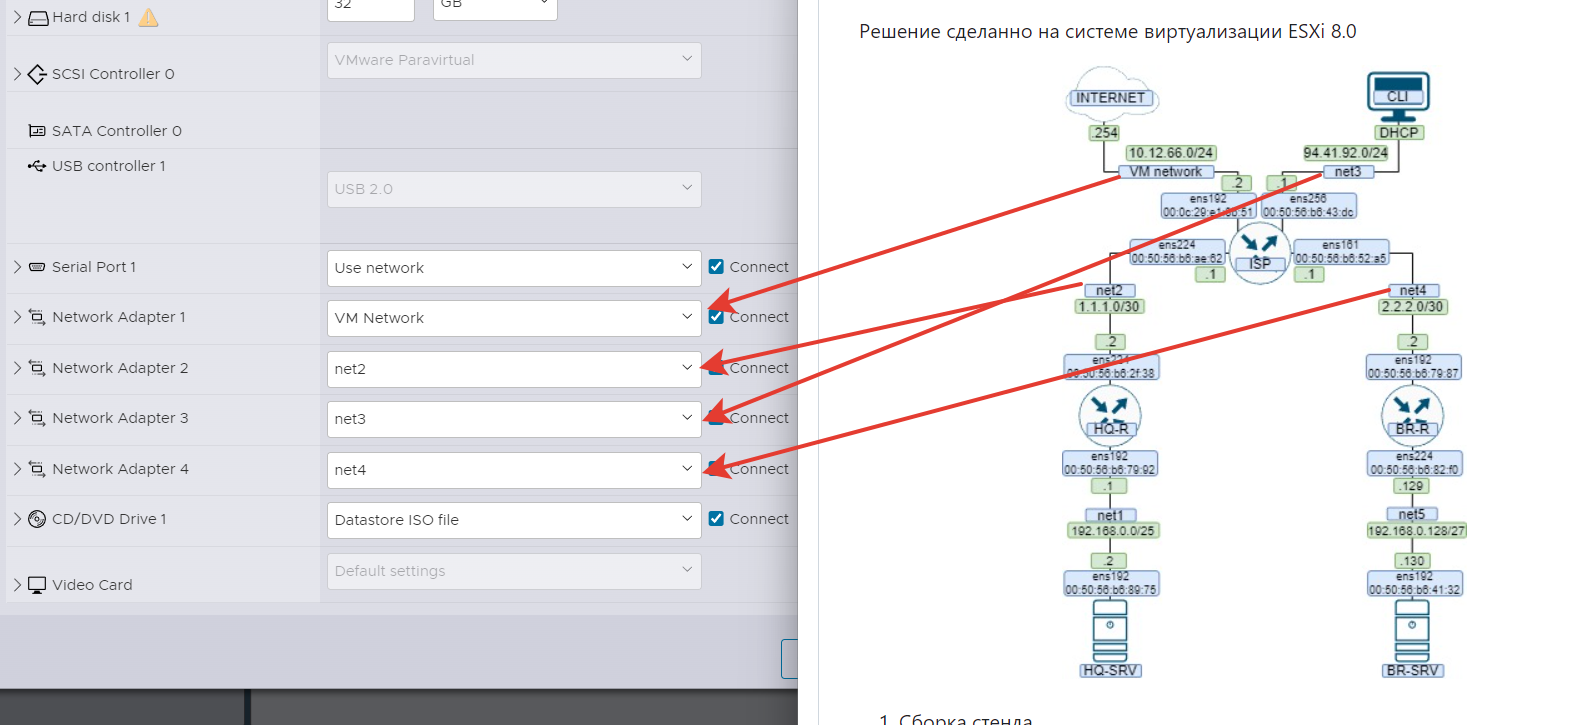 Hard disk 1
32
GB
SCSI Controller 0
VMware Paravirtual
SATA Controller 0
USB controller 1
USB 2.0
Serial Port 1
Use network
Connect
Network Adapter 1
VM Network
Connect
Network Adapter 2
net2
Connect
Network Adapter 3
net3
Connect
Network Adapter 4
net4
Connect
CD/DVD Drive 1
Datastore ISO file
Connect
Video Card
Default settings
Решение сделанно на системе виртуализации ESXi 8.0
INTERNET
CLI
.254
DHCP
10.12.66.0/24
94.41.92.0/24
VM network
net3
.2
.1
ens192
ens256
00:50:56:b6:43:dc
ens224
00:50:56:b6:ae:62
ens161
00:50:56:b6:52:a5
ISP
.1
.1
net2
net4
1.1.1.0/30
2.2.2.0/30
.2
.2
ens224
00:50:56:b6:2f:38
ens192
00:50:56:b6:79:87
HQ-R
BR-R
ens192
00:50:56:b6:79:92
ens224
00:50:56:b6:82:f0
.1
.129
net1
net5
192.168.0.0/25
192.168.0.128/27
.2
.130
ens192
00:50:56:b6:89:75
ens192
00:50:56:b6:41:32
HQ-SRV
BR-SRV
1. Сборка стенда